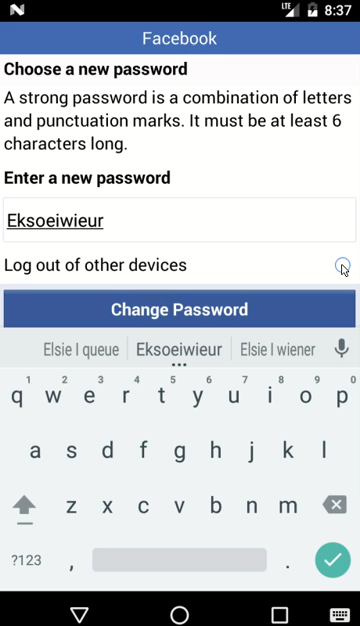 LTE 8:37
Facebook
Choose a new password
A strong password is a combination of letters
and punctuation marks. It must be at least 6
characters long.
Enter a new password
Eksoeiwieur
Log out of other devices
Change Password
Elsie I queue Eksoeiwieur Elsie I wiener
1 2 3 4 5 6 7 8 9 0
q w e r t y u i o p
a s d f g h j k l
z x c v b n m
?123 , .